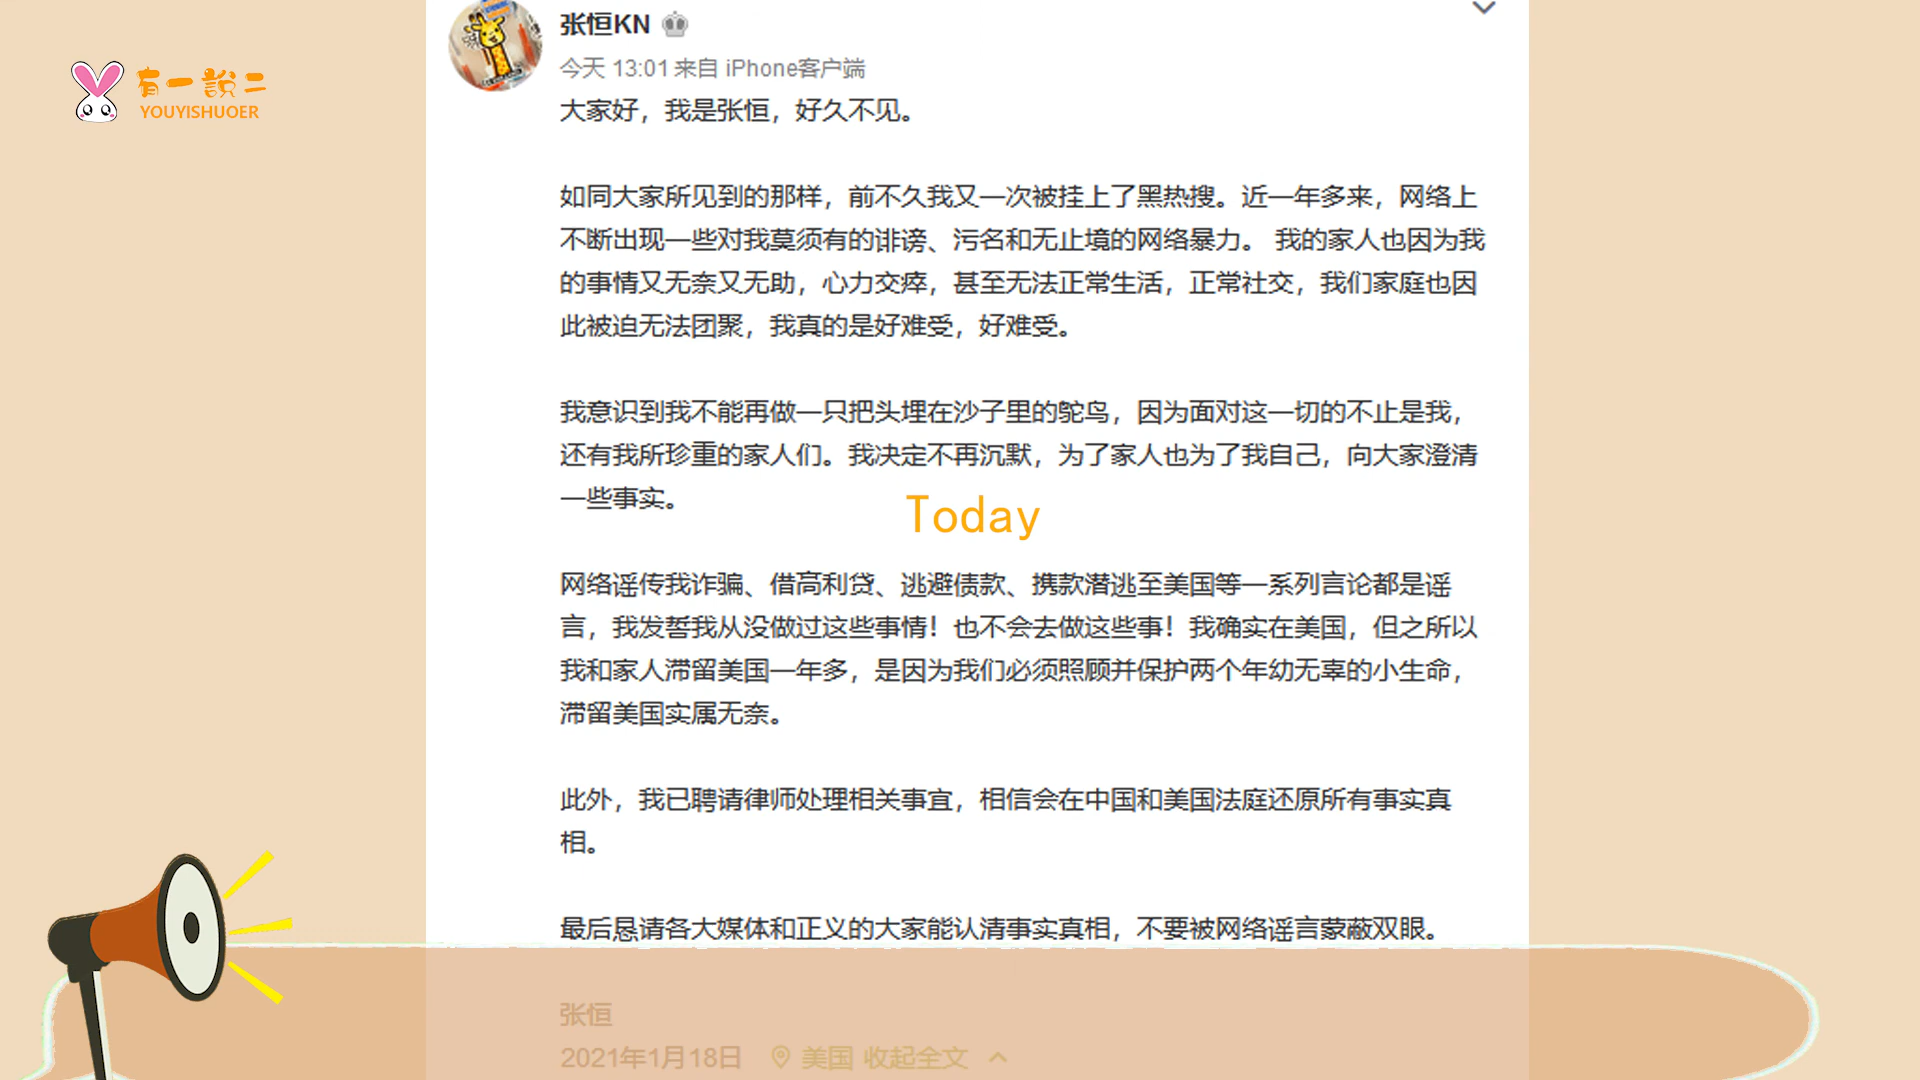 有一說二
YOUYISHUOER
张恒KN
今天 13:01 来自 iPhone客户端
大家好，我是张恒，好久不见。
如同大家所见到的那样，前不久我又一次被挂上了黑热搜。近一年多来，网络上
不断出现一些对我莫须有的诽谤、污名和无止境的网络暴力。 我的家人也因为我
的事情又无奈又无助，心力交瘁，甚至无法正常生活，正常社交，我们家庭也因
此被迫无法团聚，我真的是好难受，好难受。
我意识到我不能再做一只把头埋在沙子里的鸵鸟，因为面对这一切的不止是我，
还有我所珍重的家人们。我决定不再沉默，为了家人也为了我自己，向大家澄清
一些事实。
Today
网络谣传我诈骗、借高利贷、逃避债款、携款潜逃至美国等一系列言论都是谣
言，我发誓我从没做过这些事情！也不会去做这些事！我确实在美国，但之所以
我和家人滞留美国一年多，是因为我们必须照顾并保护两个年幼无辜的小生命，
滞留美国实属无奈。
此外，我已聘请律师处理相关事宜，相信会在中国和美国法庭还原所有事实真
相。
最后恳请各大媒体和正义的大家能认清事实真相，不要被网络谣言蒙蔽双眼。
张恒
2021年1月18日 美国 收起全文